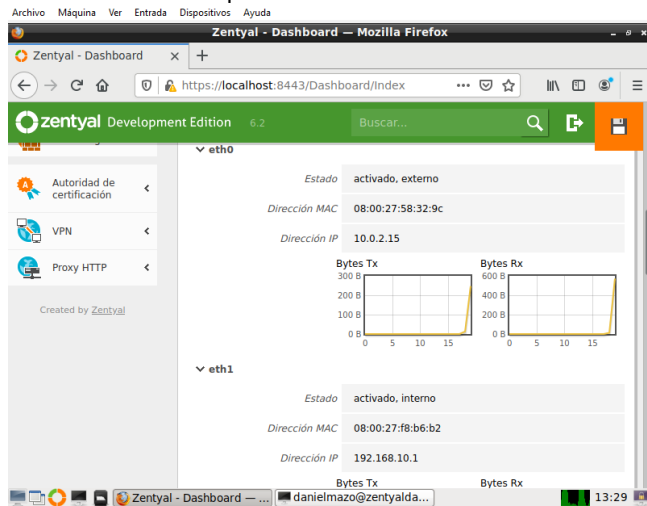 Archivo Máquina Ver Entrada Dispositivos Ayuda
Zentyal - Dashboard — Mozilla Firefox
Zentyal - Dashboard
https://localhost:8443/Dashboard/Index
zentyal Development Edition 6.2
Buscar...
eth0
Autoridad de
certificación
VPN
Proxy HTTP
Created by Zentyal
Estado activado, externo
Dirección MAC 08:00:27:58:32:9c
Dirección IP 10.0.2.15
Bytes Tx
300 B
200 B
100 B
0 B
0 5 10 15
Bytes Rx
600 B
400 B
200 B
0 B
0 5 10 15
eth1
Estado activado, interno
Dirección MAC 08:00:27:f8:b6:b2
Dirección IP 192.168.10.1
Bytes Tx Bytes Rx
Zentyal - Dashboard — ...
danielmazo@zentyalda...
13:29